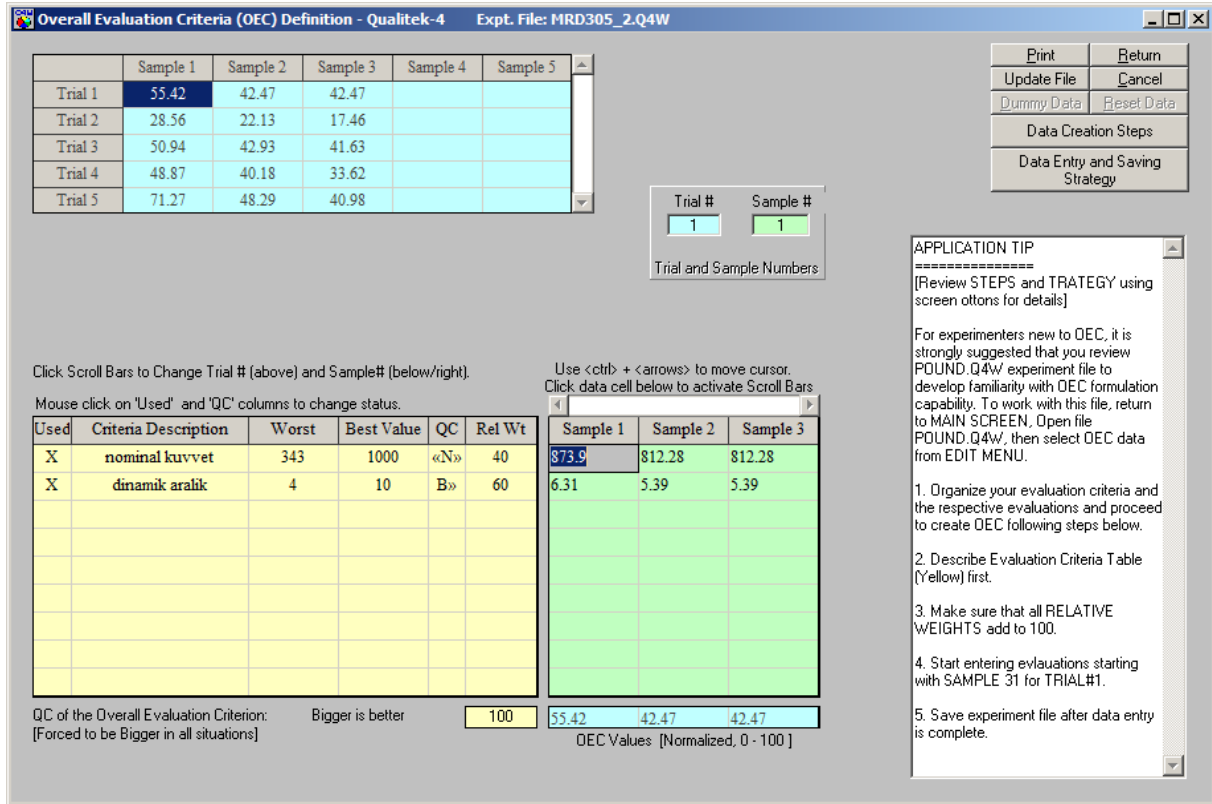 Overall Evaluation Criteria (OEC) Definition - Qualitek-4 Expt. File: MRD305_2.Q4W
Sample 1 Sample 2 Sample 3 Sample 4 Sample 5
Trial 1 55.42 42.47 42.47
Trial 2 28.56 22.13 17.46
Trial 3 50.94 42.93 41.63
Trial 4 48.87 40.18 33.62
Trial 5 71.27 48.29 40.98
Print Return
Update File Cancel
Dummy Data Reset Data
Data Creation Steps
Data Entry and Saving
Strategy
Trial # Sample #
1 1
Trial and Sample Numbers
Click Scroll Bars to Change Trial # (above) and Sample# (below/right).
Mouse click on 'Used' and 'QC' columns to change status.
Use <ctrl> + <arrows> to move cursor.
Click data cell below to activate Scroll Bars
Used Criteria Description Worst Best Value QC Rel Wt Sample 1 Sample 2 Sample 3
X nominal kuvvet 343 1000 «N» 40 873.9 812.28 812.28
X dinamik aralik 4 10 B» 60 6.31 5.39 5.39
QC of the Overall Evaluation Criterion: Bigger is better 100 55.42 42.47 42.47
[Forced to be Bigger in all situations]
OEC Values [Normalized, 0 - 100 ]
APPLICATION TIP
===============
[Review STEPS and TRATEGY using
screen ottons for details]
For experimenters new to OEC, it is
strongly suggested that you review
POUND.Q4W experiment file to
develop familiarity with OEC formulation
capability. To work with this file, return
to MAIN SCREEN, Open file
POUND.Q4W, then select OEC data
from EDIT MENU.
1. Organize your evaluation criteria and
the respective evaluations and proceed
to create OEC following steps below.
2. Describe Evaluation Criteria Table
(Yellow) first.
3. Make sure that all RELATIVE
WEIGHTS add to 100.
4. Start entering evlauations starting
with SAMPLE 31 for TRIAL#1.
5. Save experiment file after data entry
is complete.